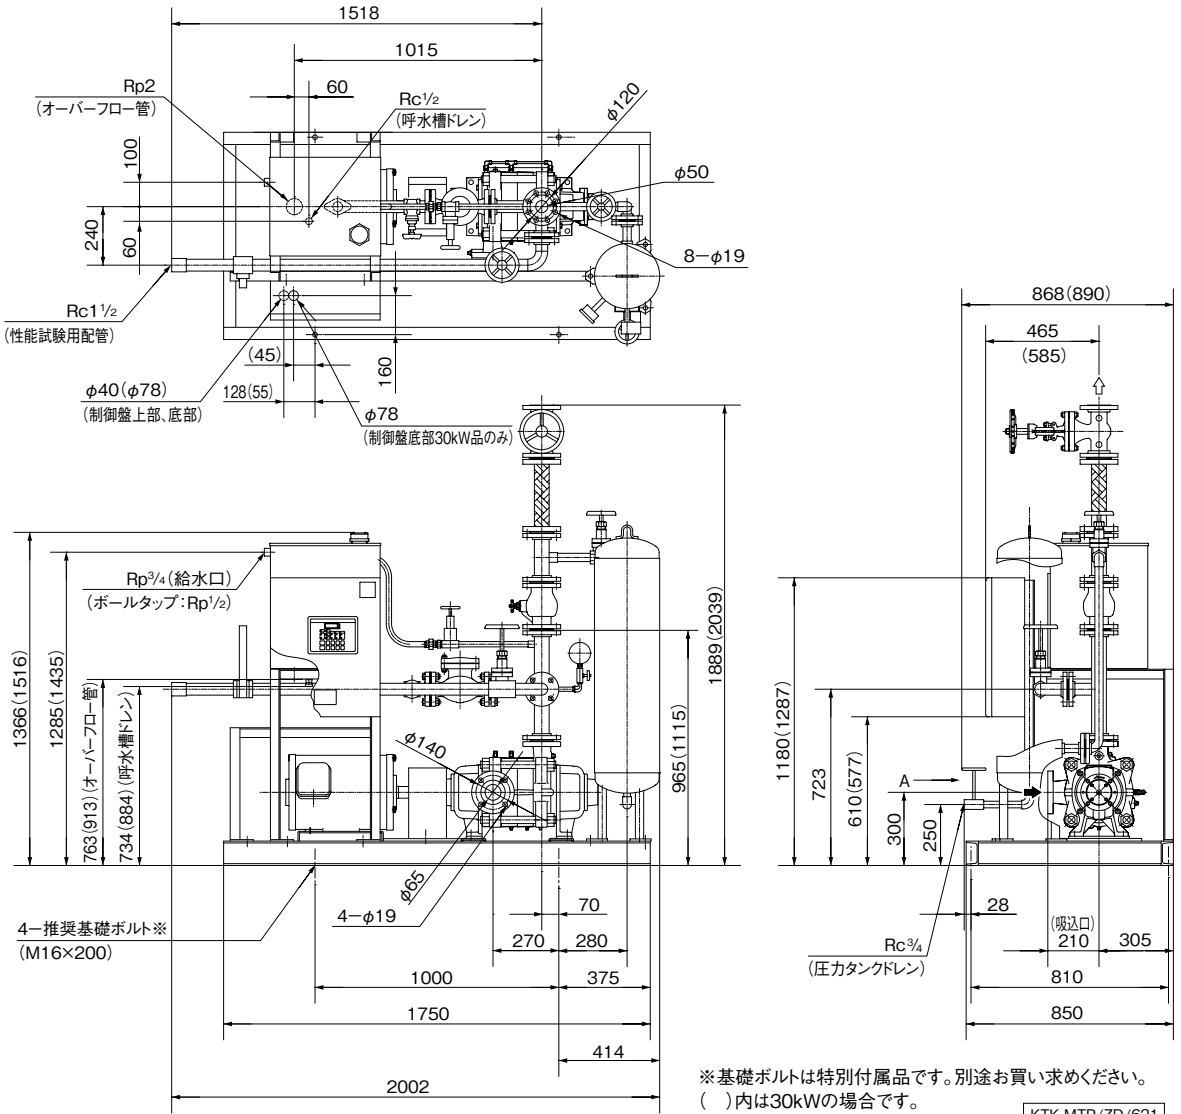 1518
1015
Rp2
(オーバーフロー管)
60
Rc1/2
(呼水槽ドレン)
φ120
100
φ50
240
60
8−φ19
Rc1 1/2
(性能試験用配管)
(45)
160
φ40(φ78)
(制御盤上部、底部)
128(55)
φ78
(制御盤底部30kW品のみ)
868(890)
465
(585)
Rp3/4(給水口)
(ボールタップ:Rp1/2)
1366(1516)
1285(1435)
763(913)(オーバーフロー管)
734(884)(呼水槽ドレン)
φ140
965(1115)
1889(2039)
1180(1287)
723
610(577)
A
300
250
φ65
4−φ19
4−推奨基礎ボルト※
(M16×200)
70
270
280
1000
375
1750
414
2002
28
(吸込口)
210
305
Rc3/4
(圧力タンクドレン)
810
850
※基礎ボルトは特別付属品です。別途お買い求めください。
( )内は30kWの場合です。